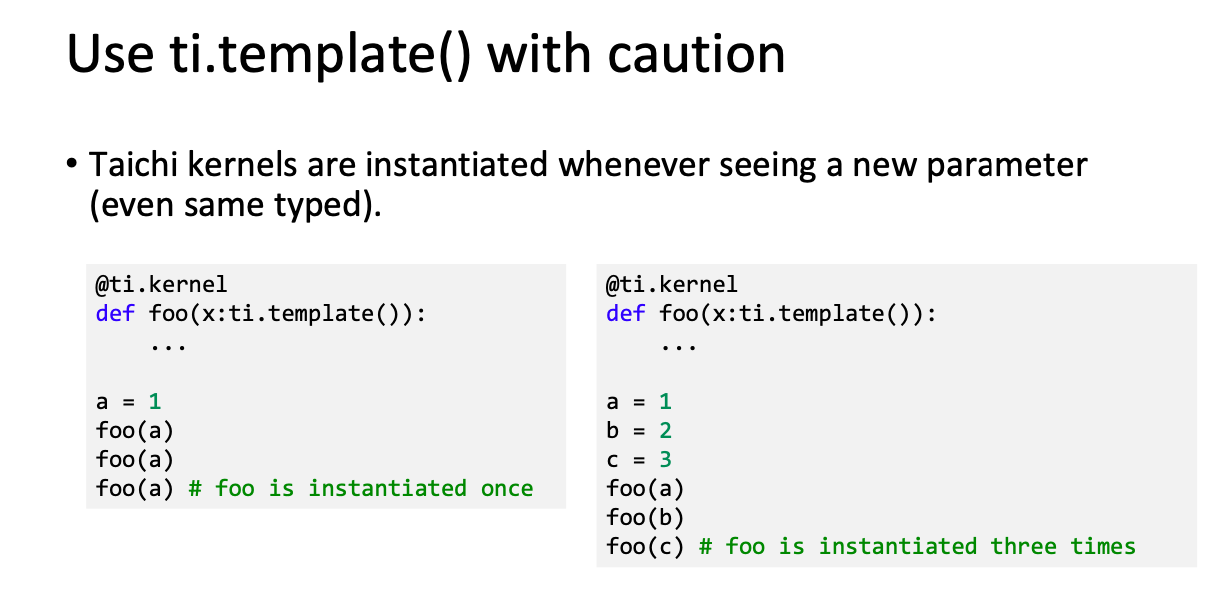 Use ti.template() with caution
• Taichi kernels are instantiated whenever seeing a new parameter
(even same typed).
@ti.kernel
def foo(x:ti.template()):
    ...
a = 1
foo(a)
foo(a)
foo(a) # foo is instantiated once
@ti.kernel
def foo(x:ti.template()):
    ...
a = 1
b = 2
c = 3
foo(a)
foo(b)
foo(c) # foo is instantiated three times